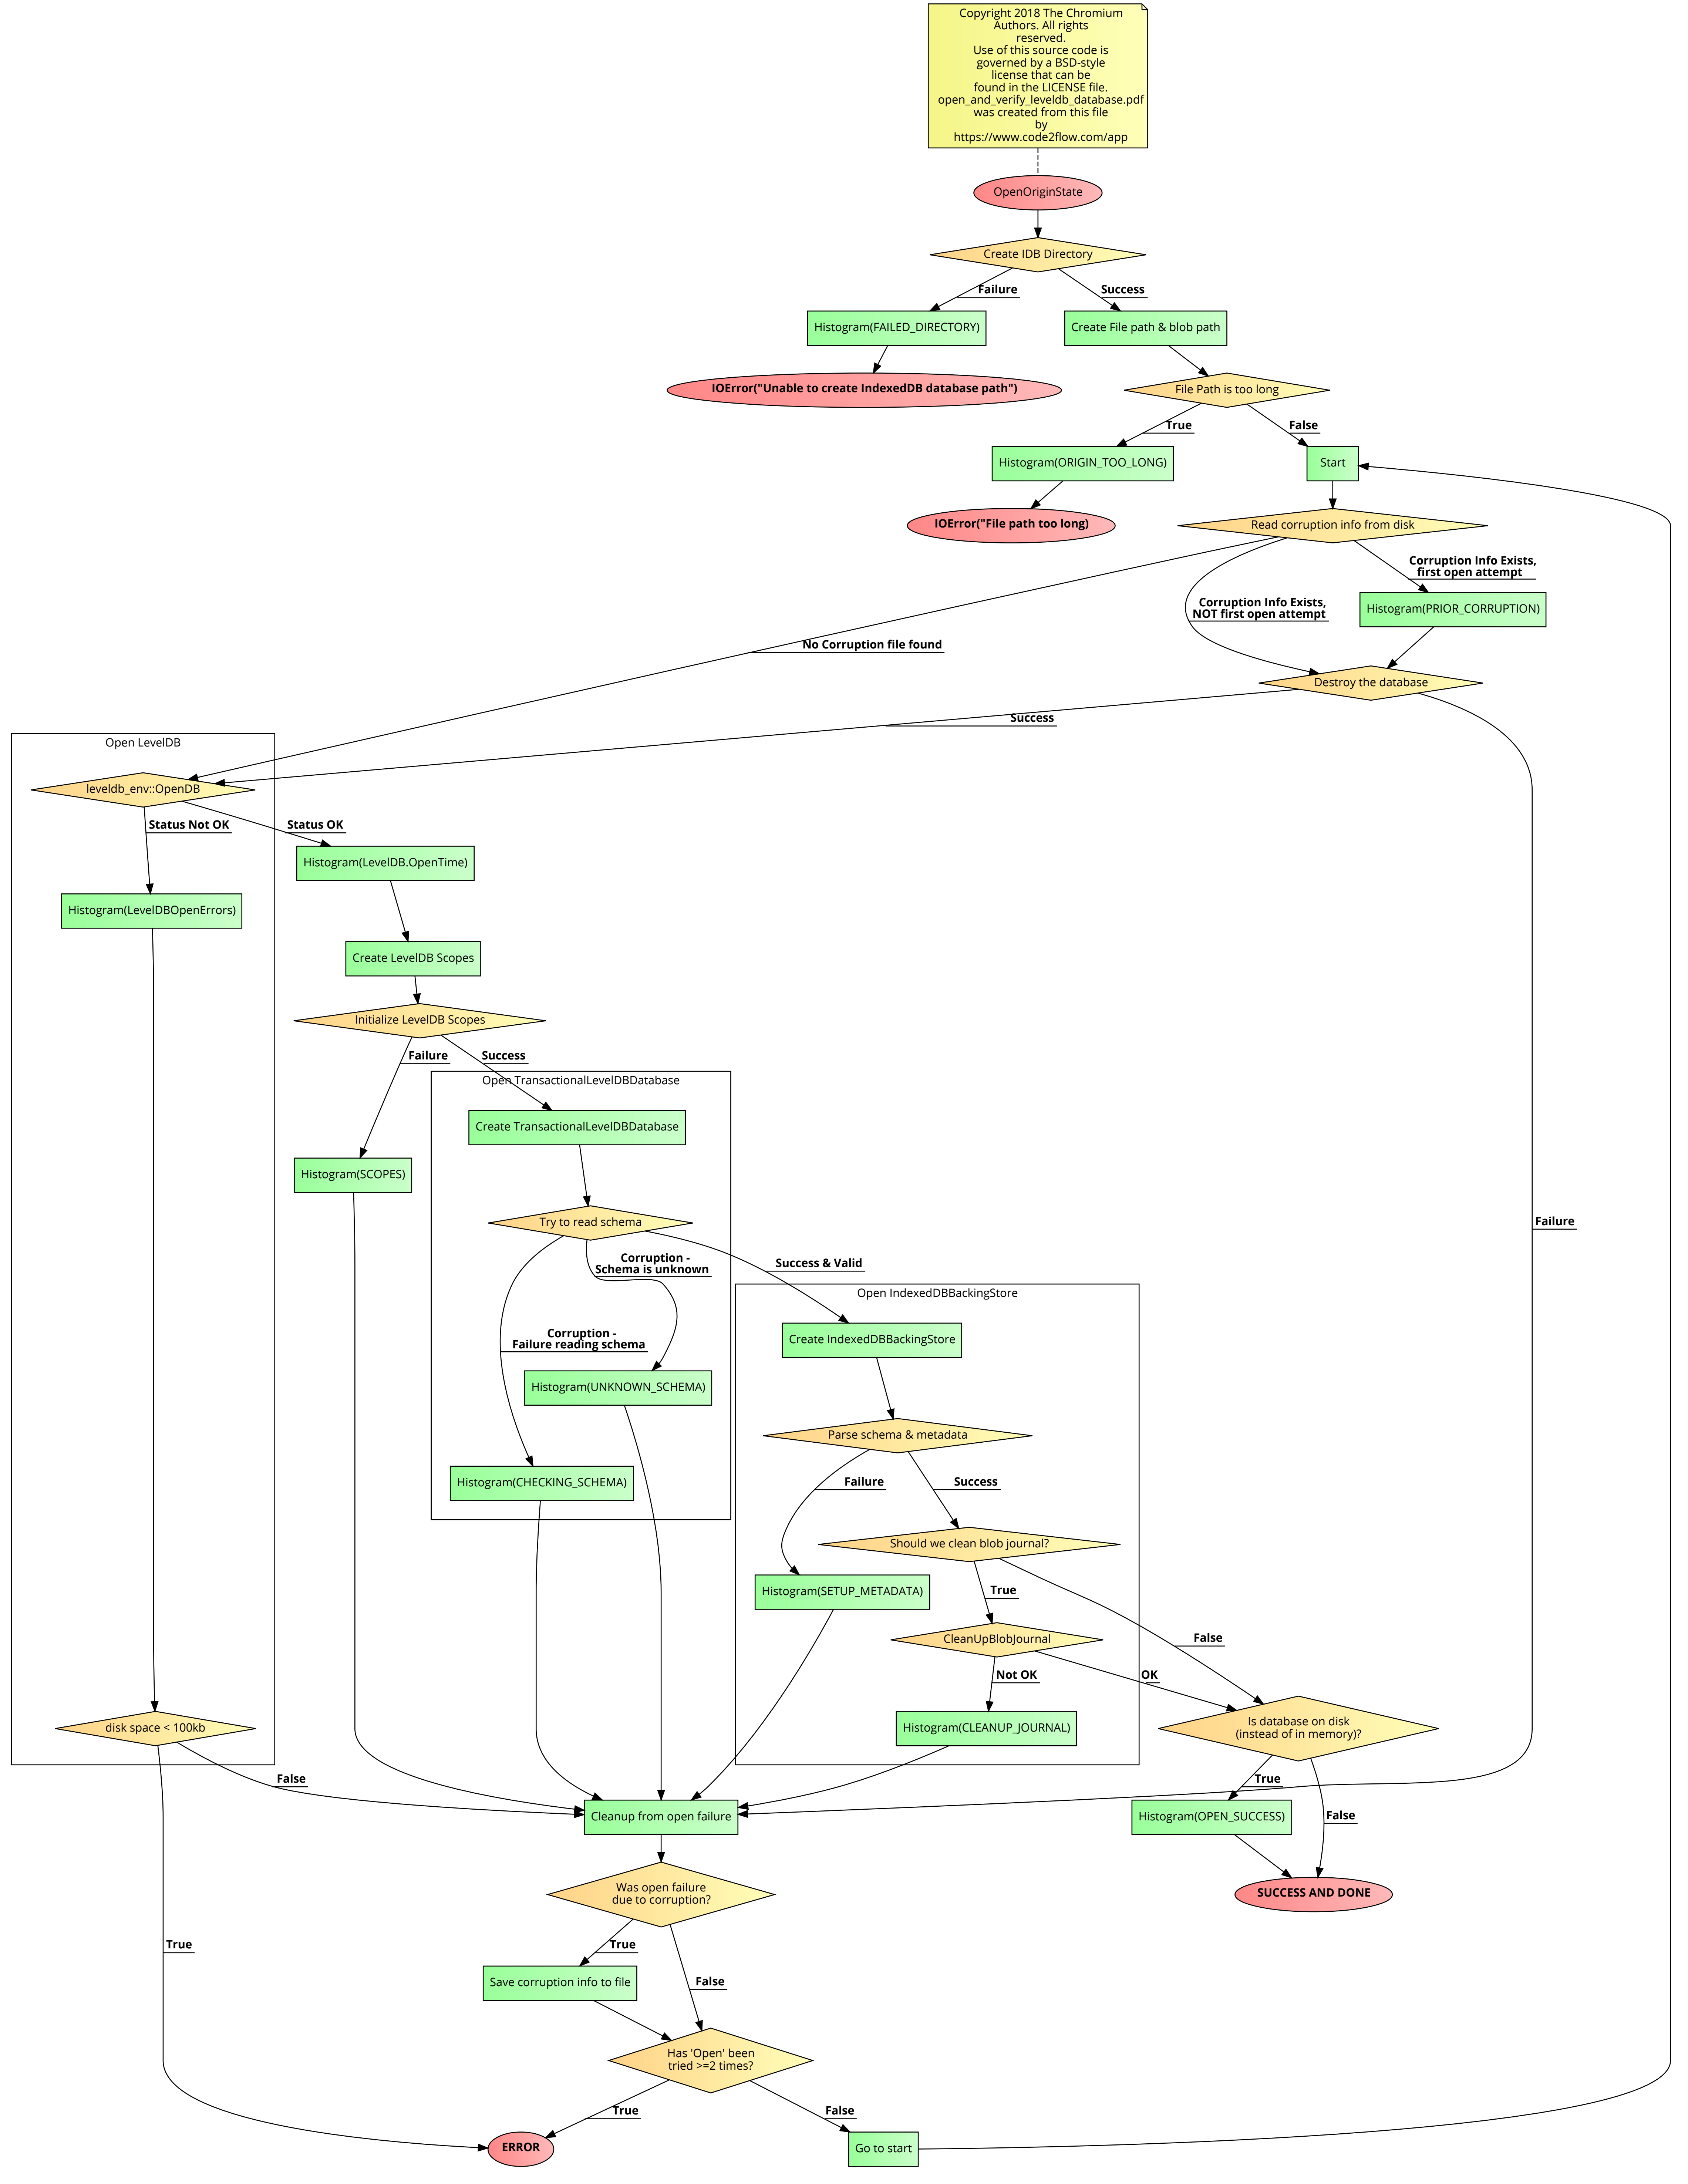 Copyright 2018 The Chromium
Authors. All rights
reserved.
Use of this source code is
governed by a BSD-style
license that can be
found in the LICENSE file.
open_and_verify_leveldb_database.pdf
was created from this file
by
https://www.code2flow.com/app
OpenOriginState
Create IDB Directory
Failure
Success
Histogram(FAILED_DIRECTORY)
Create File path & blob path
IOError("Unable to create IndexedDB database path")
File Path is too long
True
False
Histogram(ORIGIN_TOO_LONG)
Start
IOError("File path too long)
Read corruption info from disk
Corruption Info Exists,
first open attempt
Corruption Info Exists,
NOT first open attempt
Histogram(PRIOR_CORRUPTION)
No Corruption file found
Destroy the database
Success
Open LevelDB
leveldb_env::OpenDB
Status Not OK
Status OK
Histogram(LevelDB.OpenTime)
Histogram(LevelDBOpenErrors)
Create LevelDB Scopes
Initialize LevelDB Scopes
Failure
Success
Open TransactionalLevelDBDatabase
Create TransactionalLevelDBDatabase
Histogram(SCOPES)
Try to read schema
Failure
Corruption -
Schema is unknown
Success & Valid
Open IndexedDBBackingStore
Corruption -
Failure reading schema
Create IndexedDBBackingStore
Histogram(UNKNOWN_SCHEMA)
Parse schema & metadata
Histogram(CHECKING_SCHEMA)
Failure
Success
Should we clean blob journal?
Histogram(SETUP_METADATA)
True
False
CleanUpBlobJournal
Not OK
OK
Histogram(CLEANUP_JOURNAL)
disk space < 100kb
Is database on disk
(instead of in memory)?
False
True
Cleanup from open failure
Histogram(OPEN_SUCCESS)
False
Was open failure
due to corruption?
SUCCESS AND DONE
True
True
Save corruption info to file
False
Has 'Open' been
tried >=2 times?
True
False
ERROR
Go to start